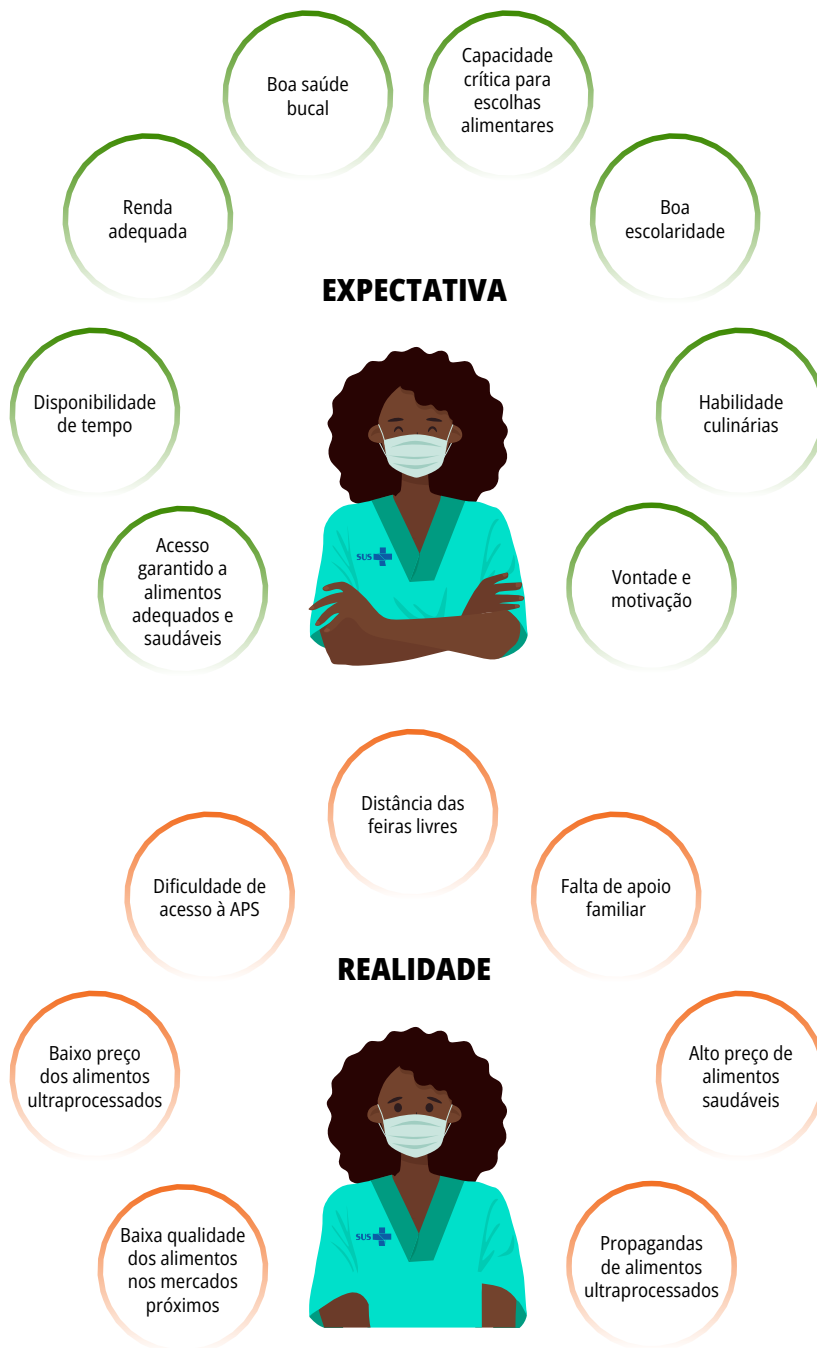 Boa saúde
bucal
Capacidade
crítica para
escolhas
alimentares
Renda
adequada
Boa
escolaridade
EXPECTATIVA
Disponibilidade
de tempo
Habilidade
culinárias
Acesso
garantido a
alimentos
adequados e
saudáveis
SUS
Vontade e
motivação
Distância das
feiras livres
Dificuldade de
acesso à APS
Falta de apoio
familiar
REALIDADE
Baixo preço
dos alimentos
ultraprocessados
Alto preço de
alimentos
saudáveis
Baixa qualidade
dos alimentos
nos mercados
próximos
SUS
Propagandas
de alimentos
ultraprocessados